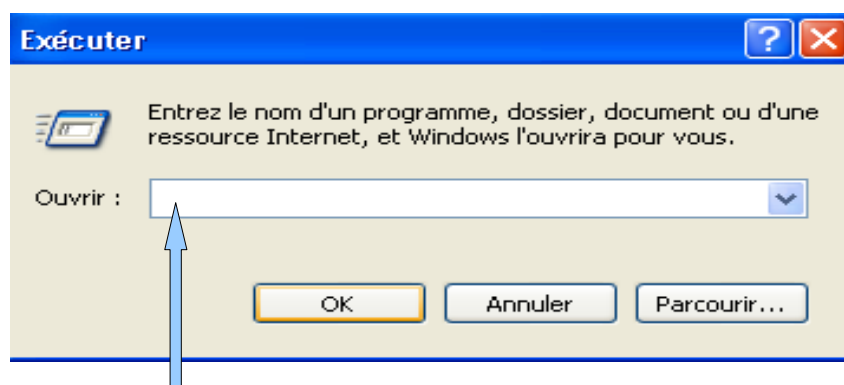 Exécuter
Entrez le nom d'un programme, dossier, document ou d'une
ressource Internet, et Windows l'ouvrira pour vous.
Ouvrir :
OK Annuler Parcourir...